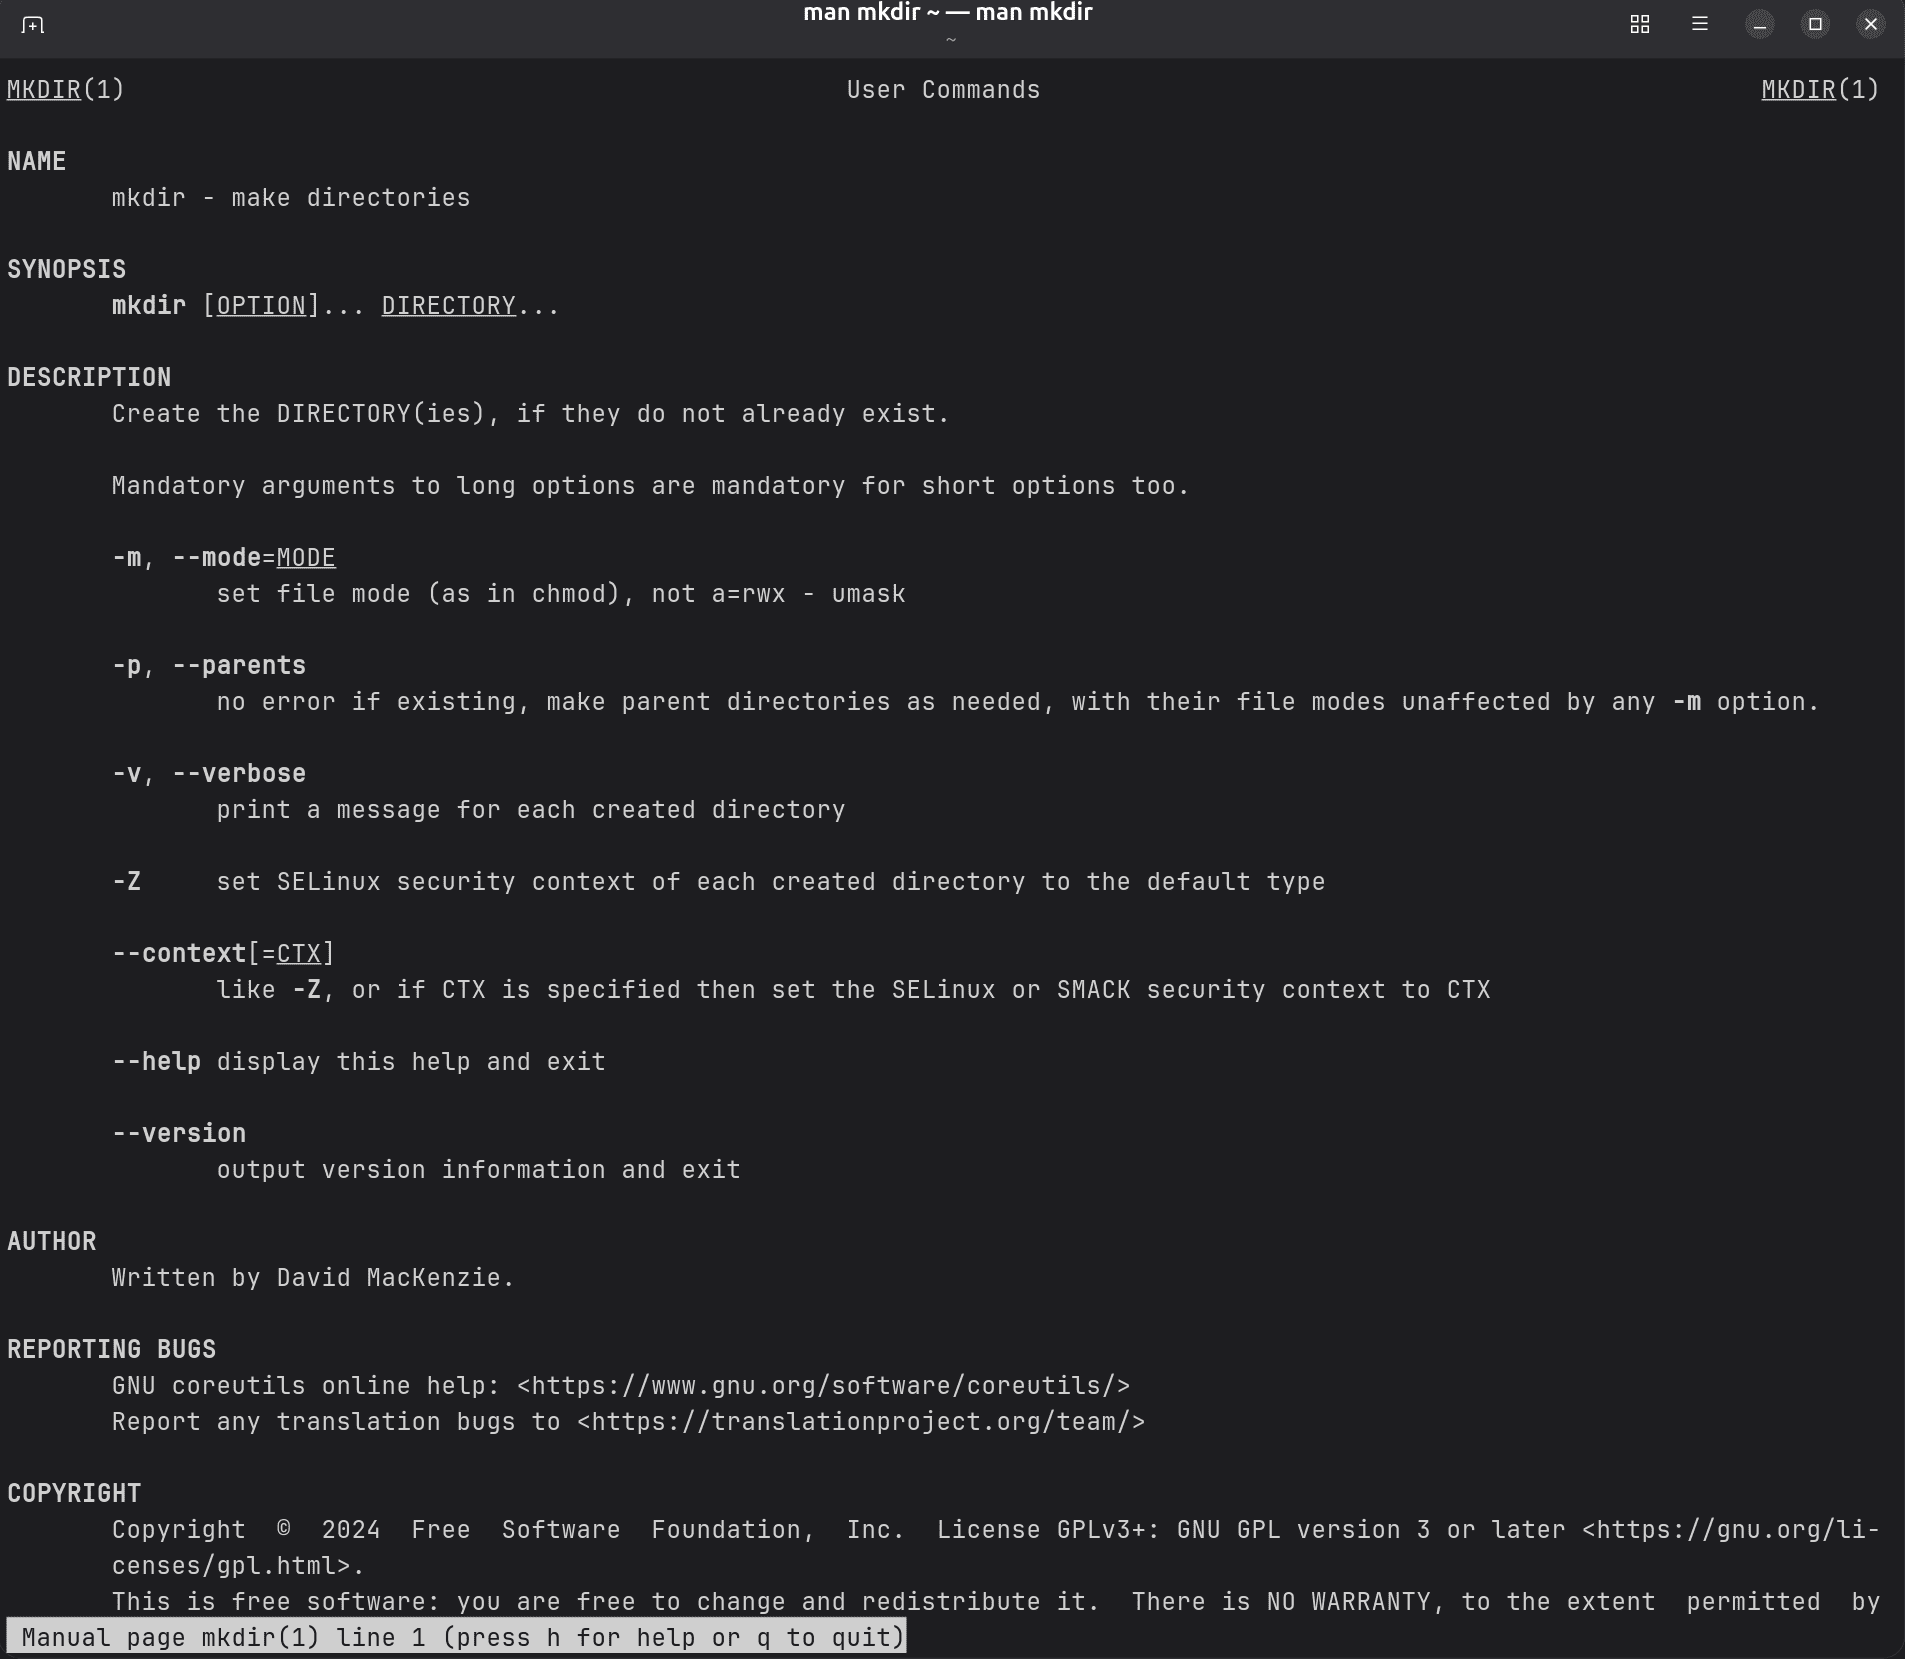 man mkdir ~ — man mkdir
~
MKDIR(1) User Commands MKDIR(1)
NAME
mkdir - make directories
SYNOPSIS
mkdir [OPTION]... DIRECTORY...
DESCRIPTION
Create the DIRECTORY(ies), if they do not already exist.
Mandatory arguments to long options are mandatory for short options too.
-m, --mode=MODE
set file mode (as in chmod), not a=rwx - umask
-p, --parents
no error if existing, make parent directories as needed, with their file modes unaffected by any -m option.
-v, --verbose
print a message for each created directory
-Z set SELinux security context of each created directory to the default type
--context[=CTX]
like -Z, or if CTX is specified then set the SELinux or SMACK security context to CTX
--help display this help and exit
--version
output version information and exit
AUTHOR
Written by David MacKenzie.
REPORTING BUGS
GNU coreutils online help: <https://www.gnu.org/software/coreutils/>
Report any translation bugs to <https://translationproject.org/team/>
COPYRIGHT
Copyright © 2024 Free Software Foundation, Inc. License GPLv3+: GNU GPL version 3 or later <https://gnu.org/li-
censes/gpl.html>.
This is free software: you are free to change and redistribute it. There is NO WARRANTY, to the extent permitted by
Manual page mkdir(1) line 1 (press h for help or q to quit)